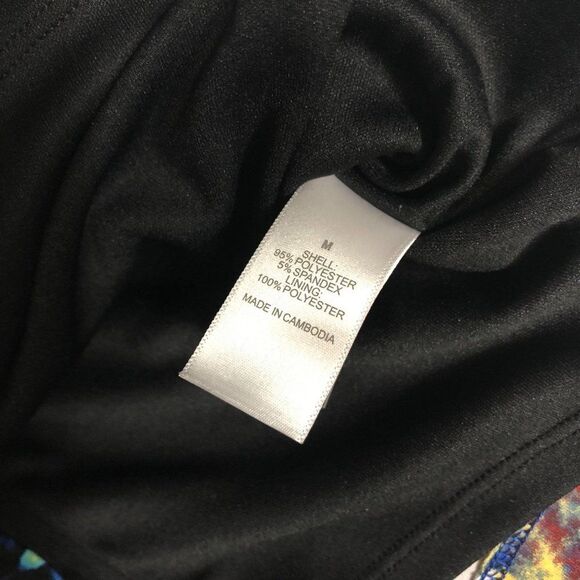 M
SHELL:
95% POLYESTER
5% SPANDEX
LINING:
100% POLYESTER
MADE IN CAMBODIA